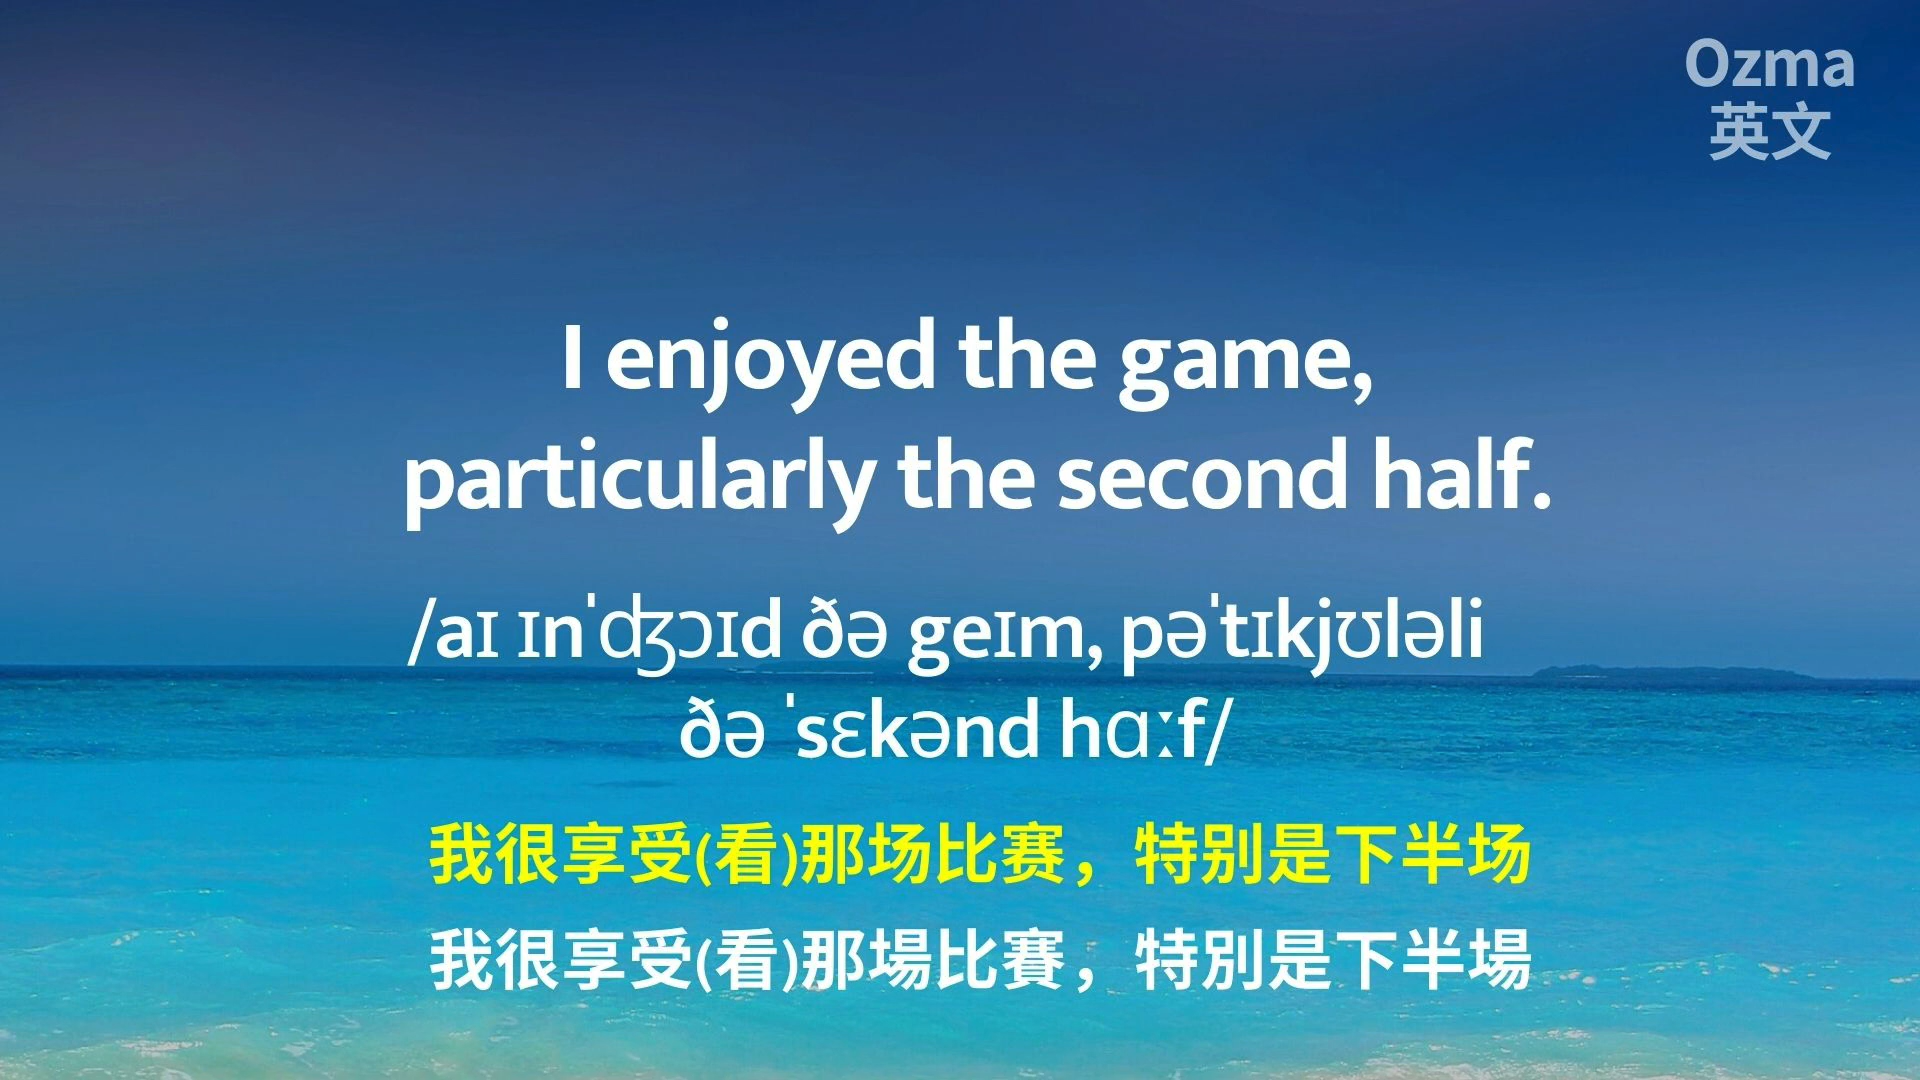 Ozma
英文
I enjoyed the game,
particularly the second half.
/aɪ ɪnˈʤɔɪd ðə geɪm, pəˈtɪkjʊləli
ðə ˈsɛkənd hɑːf/
我很享受(看)那场比赛，特别是下半场
我很享受(看)那場比賽，特別是下半場